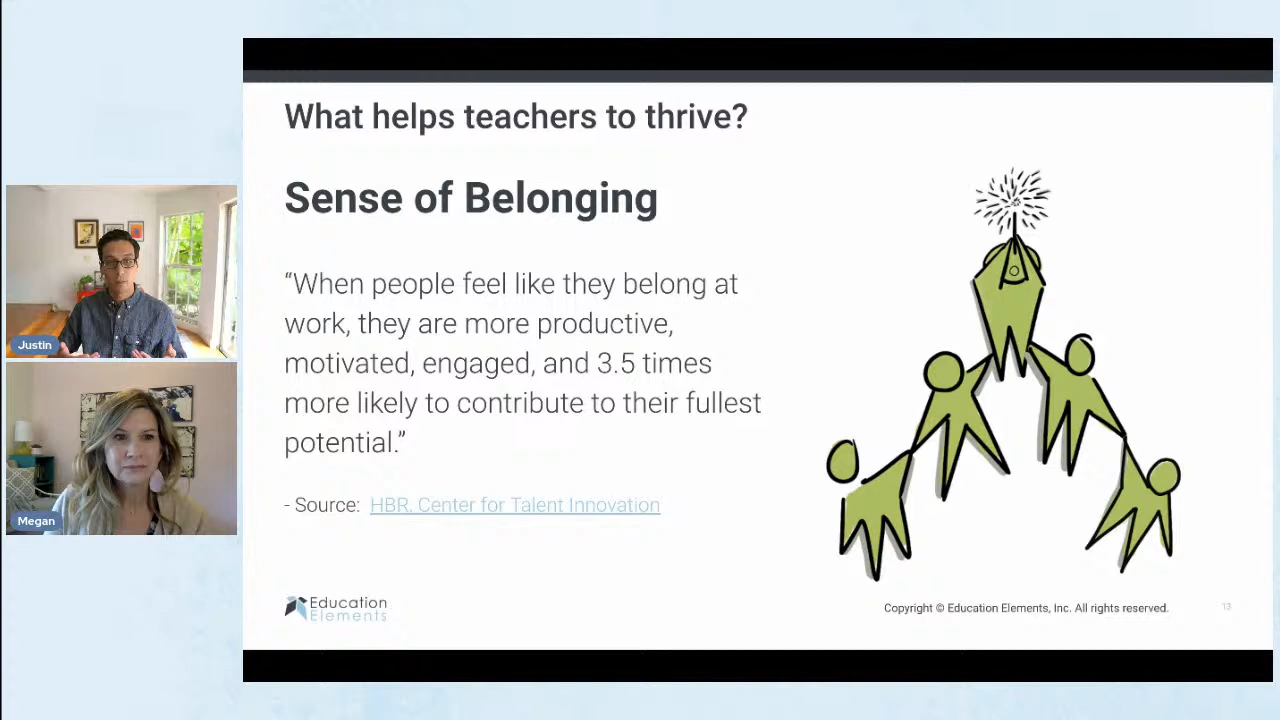 What helps teachers to thrive?
Sense of Belonging
“When people feel like they belong at
work, they are more productive,
motivated, engaged, and 3.5 times
more likely to contribute to their fullest
potential.”
- Source: HBR. Center for Talent Innovation
Justin
Megan
Education
Elements
Copyright © Education Elements, Inc. All rights reserved.
13